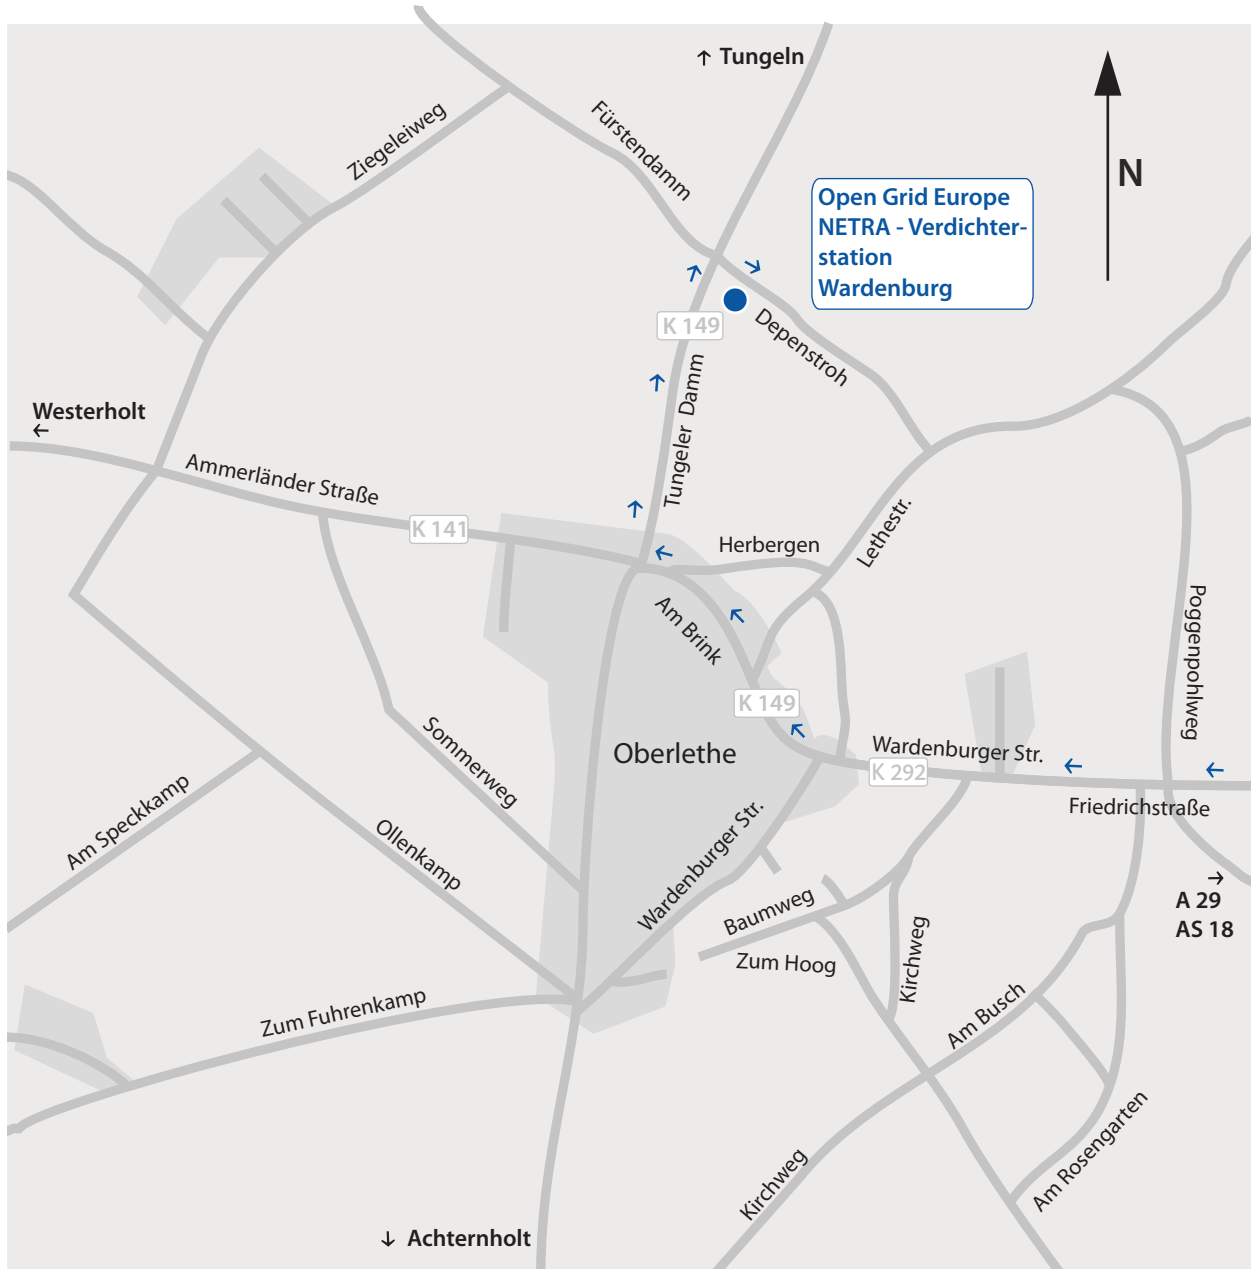 Tungeln
Fürstendamm
Ziegeleiweg
N
Open Grid Europe
NETRA - Verdichter-
station
Wardenburg
K 149
Depenstroh
Tungeler Damm
Westerholt
Ammerländer Straße
K 141
Herbergen
Lethestr.
Am Brink
Poggenpohlweg
K 149
Oberlethe
Wardenburger Str.
K 292
Friedrichstraße
Sommerweg
Am Speckkamp
Ollenkamp
Wardenburger Str.
A 29
AS 18
Baumweg
Zum Hoog
Kirchweg
Zum Fuhrenkamp
Am Busch
Am Rosengarten
Kirchweg
Achternholt